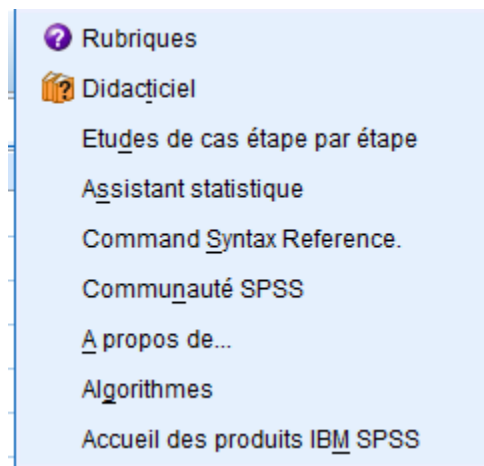 Rubriques
Didacticiel
Etudes de cas étape par étape
Assistant statistique
Command Syntax Reference.
Communauté SPSS
A propos de...
Algorithmes
Accueil des produits IBM SPSS